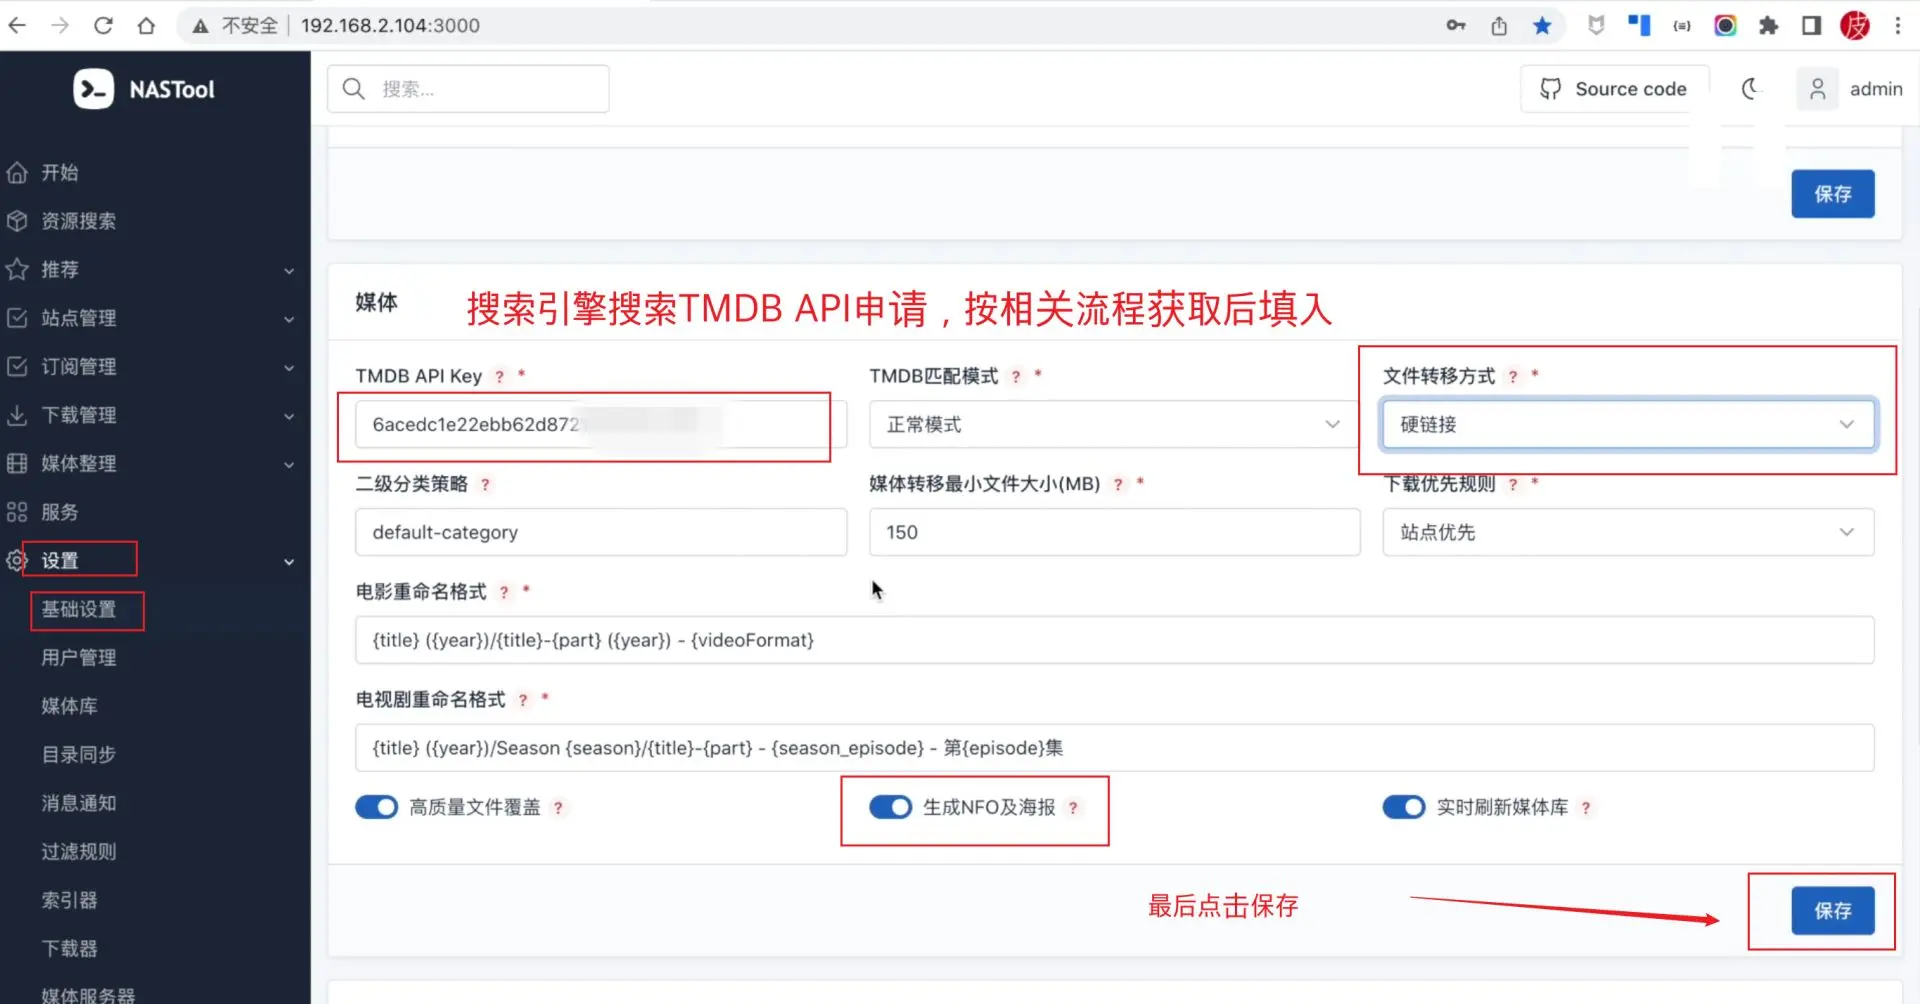 不安全 192.168.2.104:3000
皮
NASTool
搜索...
Source code
admin
开始
资源搜索
推荐
站点管理
订阅管理
下载管理
媒体整理
服务
设置
基础设置
用户管理
媒体库
目录同步
消息通知
过滤规则
索引器
下载器
媒体服务器
保存
媒体
搜索引擎搜索TMDB API申请，按相关流程获取后填入
TMDB API Key ? *
6acedc1e22ebb62d872
TMDB匹配模式 ? *
正常模式
文件转移方式 ? *
硬链接
二级分类策略 ?
default-category
媒体转移最小文件大小(MB) ? *
150
下载优先规则 ? *
站点优先
电影重命名格式 ? *
{title} ({year})/{title}-{part} ({year}) - {videoFormat}
电视剧重命名格式 ? *
{title} ({year})/Season {season}/{title}-{part} - {season_episode} - 第{episode}集
高质量文件覆盖 ?
生成NFO及海报 ?
实时刷新媒体库 ?
最后点击保存
保存